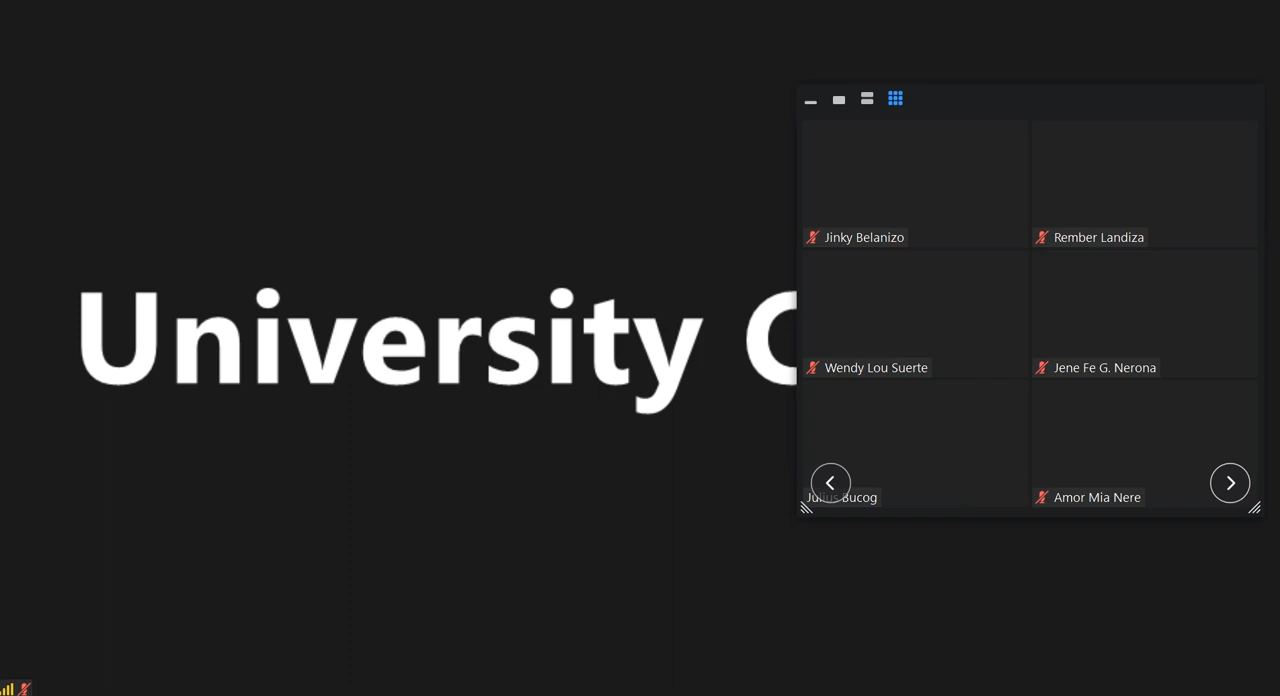 University
Jinky Belanizo
Rember Landiza
Wendy Lou Suerte
Jene Fe G. Nerona
Julius Bucog
Amor Mia Nere